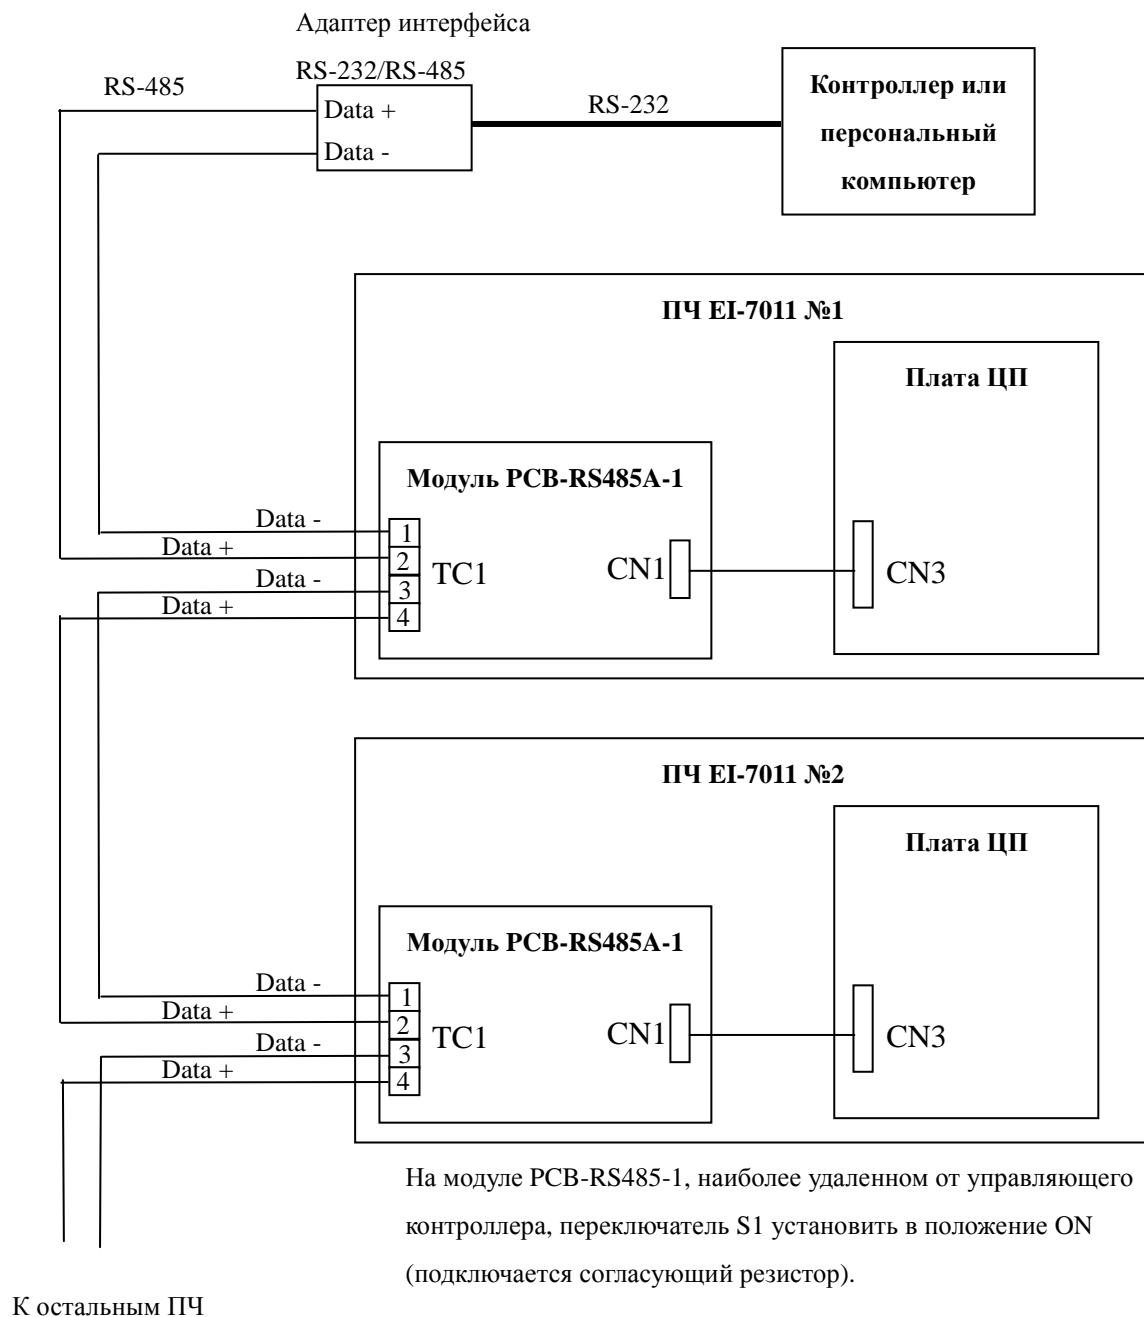 Адаптер интерфейса
RS-232/RS-485
RS-485
Data +
Data -
RS-232
Контроллер или
персональный
компьютер
ПЧ EI-7011 №1
Плата ЦП
Модуль PCB-RS485A-1
Data -
Data +
Data -
Data +
1
2
3
4
TC1
CN1
CN3
ПЧ EI-7011 №2
Плата ЦП
Модуль PCB-RS485A-1
Data -
Data +
Data -
Data +
1
2
3
4
TC1
CN1
CN3
На модуле PCB-RS485-1, наиболее удаленном от управляющего
контроллера, переключатель S1 установить в положение ON
(подключается согласующий резистор).
К остальным ПЧ